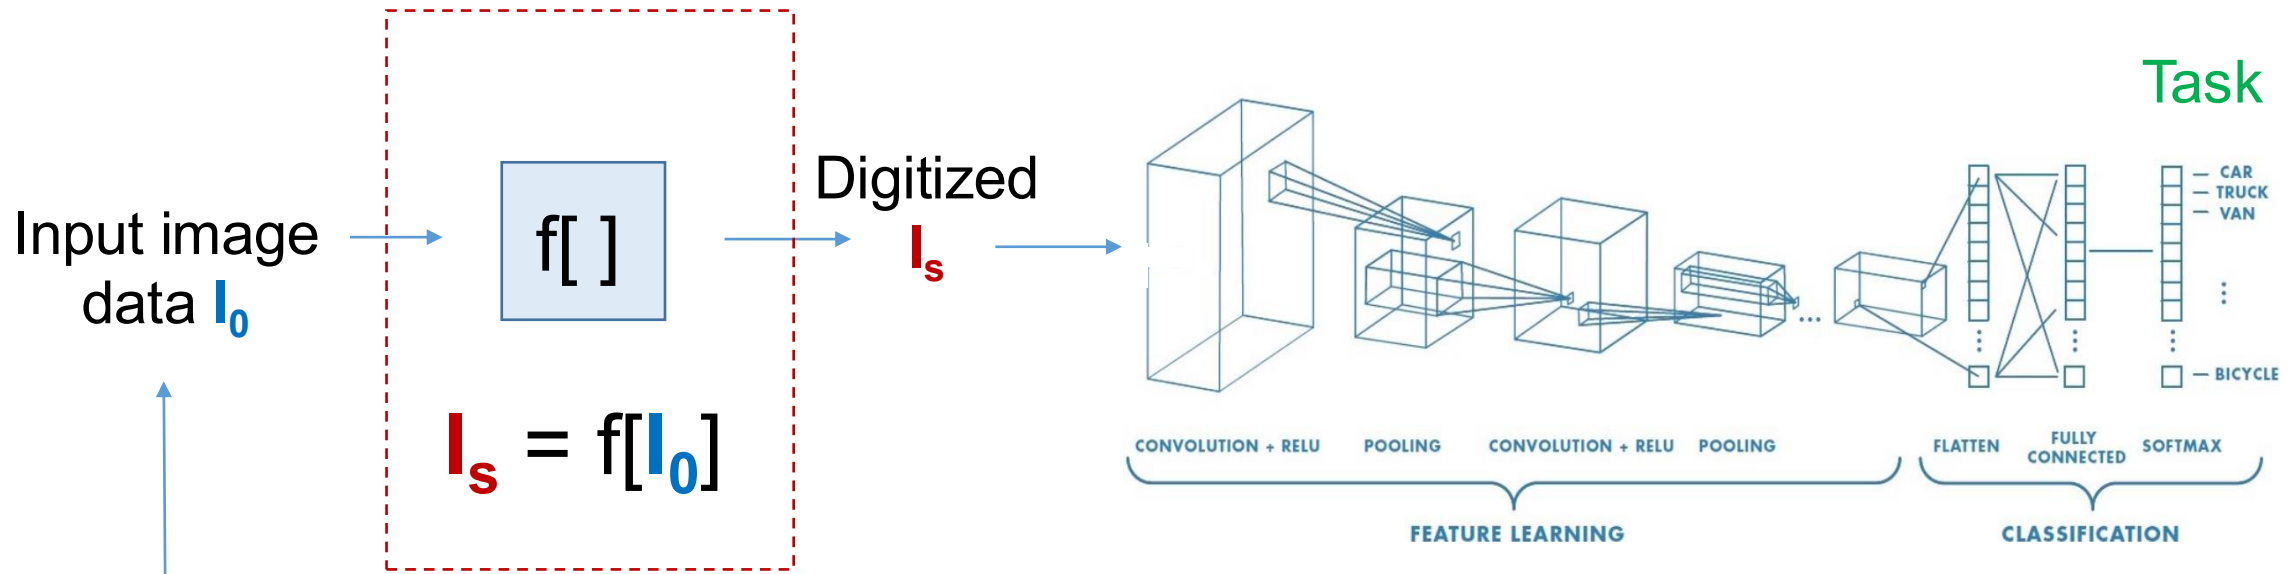 Input image
data I₀
f[ ]
Iₛ = f[I₀]
Digitized
Iₛ
Task
CAR
TRUCK
VAN
⋮
BICYCLE
...
CONVOLUTION + RELU
POOLING
CONVOLUTION + RELU
POOLING
FLATTEN
FULLY
CONNECTED
SOFTMAX
FEATURE LEARNING
CLASSIFICATION